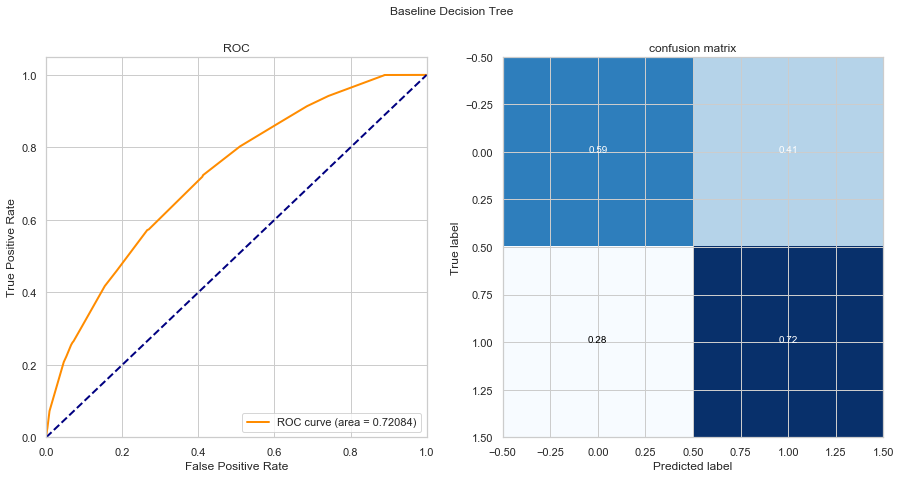 Baseline Decision Tree
ROC
1.0
0.8
0.6
0.4
0.2
0.0
True Positive Rate
0.0 0.2 0.4 0.6 0.8 1.0
False Positive Rate
ROC curve (area = 0.72084)
confusion matrix
−0.50
−0.25
0.00
0.25
0.50
0.75
1.00
1.25
1.50
True label
0.59 0.41
0.28 0.72
−0.50 −0.25 0.00 0.25 0.50 0.75 1.00 1.25 1.50
Predicted label